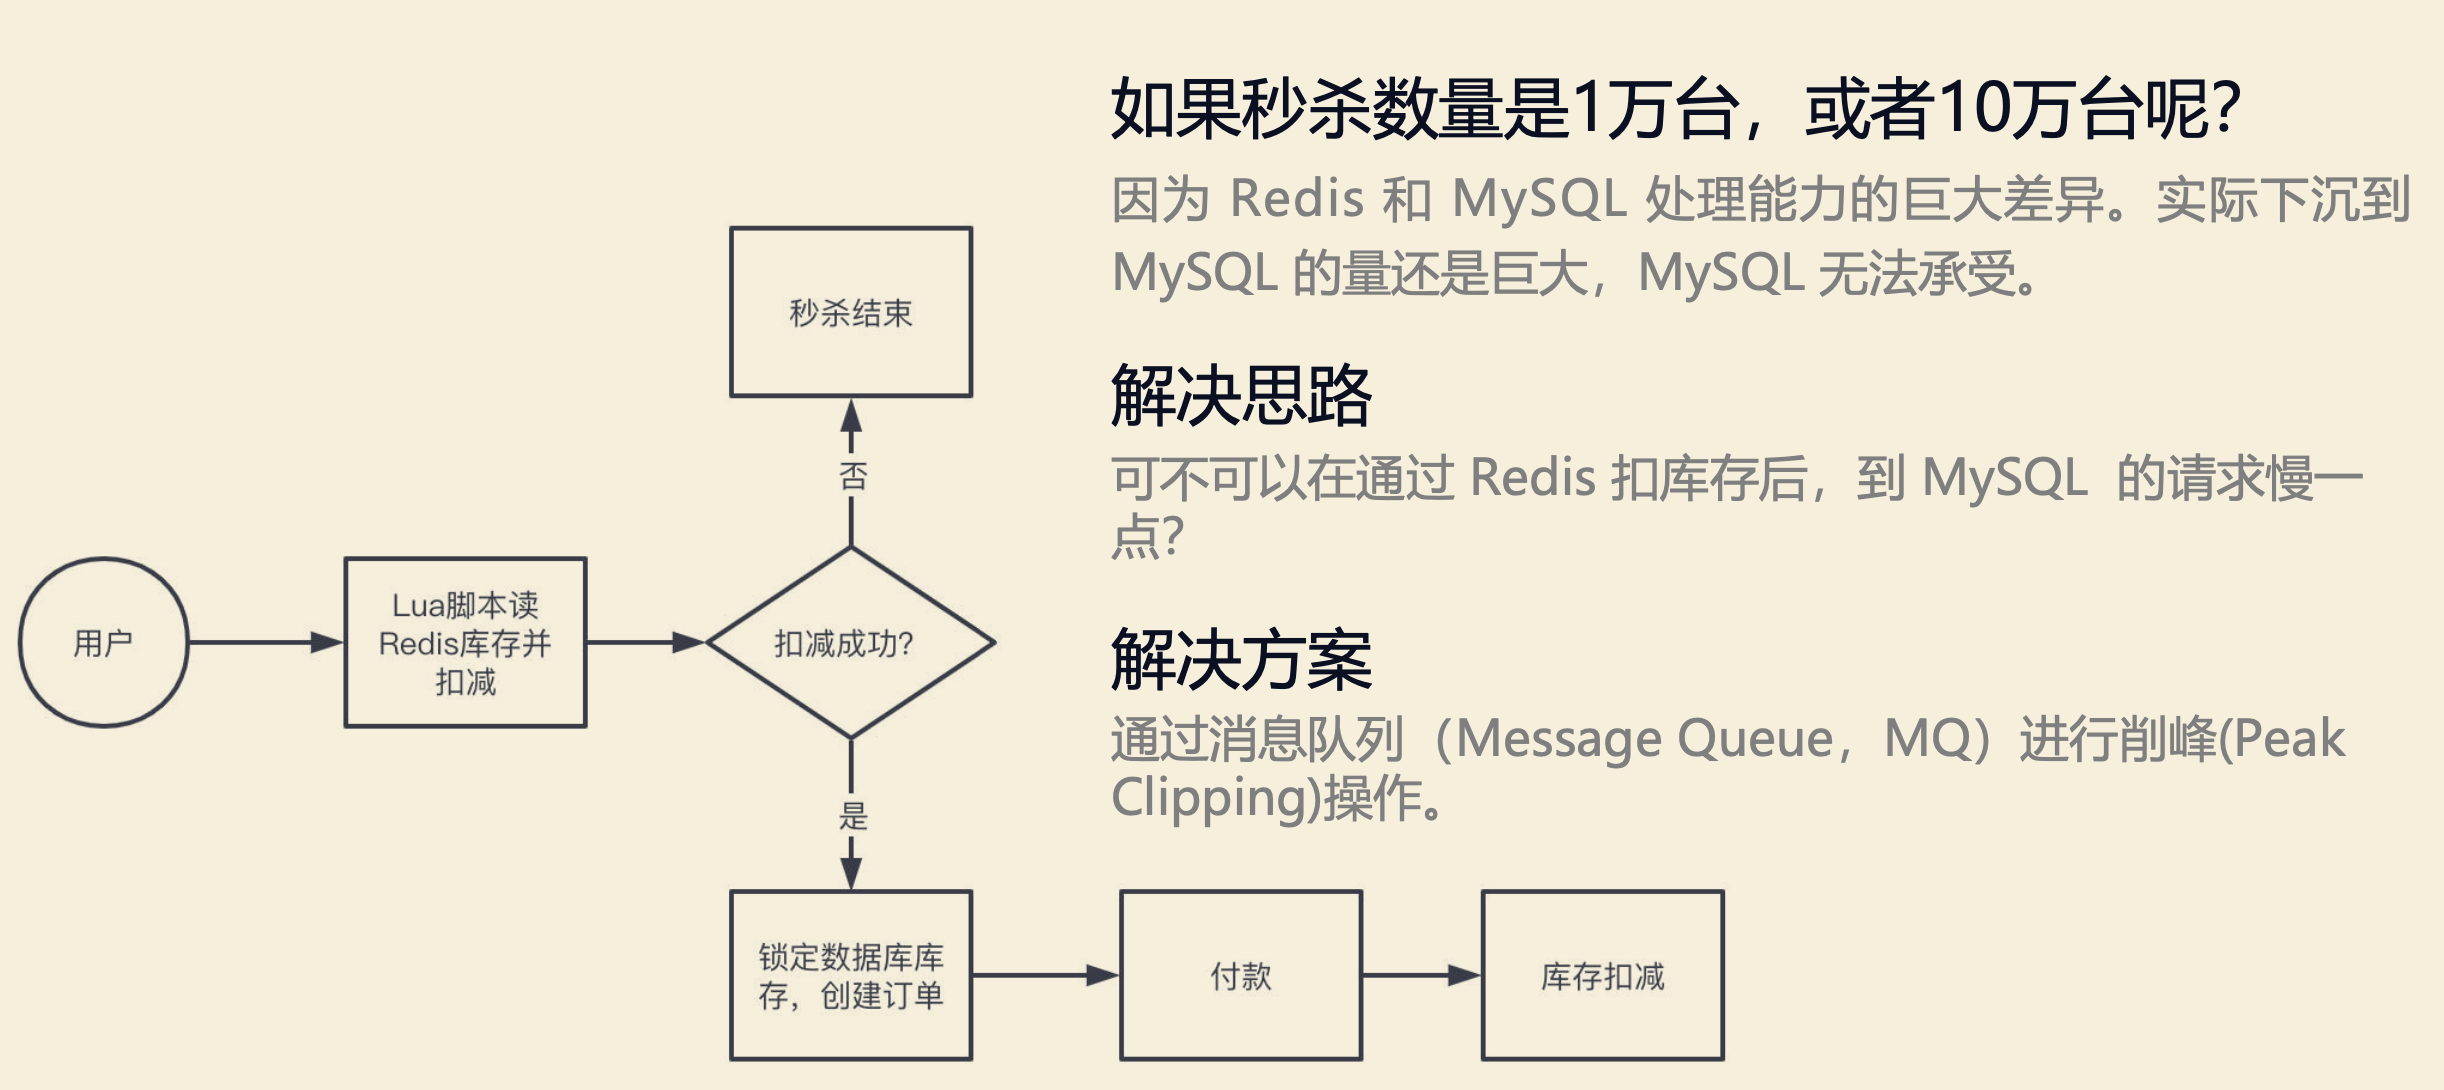 如果秒杀数量是1万台，或者10万台呢？
因为 Redis 和 MySQL 处理能力的巨大差异。实际下沉到
MySQL 的量还是巨大，MySQL 无法承受。
解决思路
可不可以在通过 Redis 扣库存后，到 MySQL 的请求慢一
点？
解决方案
通过消息队列（Message Queue，MQ）进行削峰(Peak
Clipping)操作。
秒杀结束
否
用户
Lua脚本读
Redis库存并
扣减
扣减成功?
是
锁定数据库库
存，创建订单
付款
库存扣减